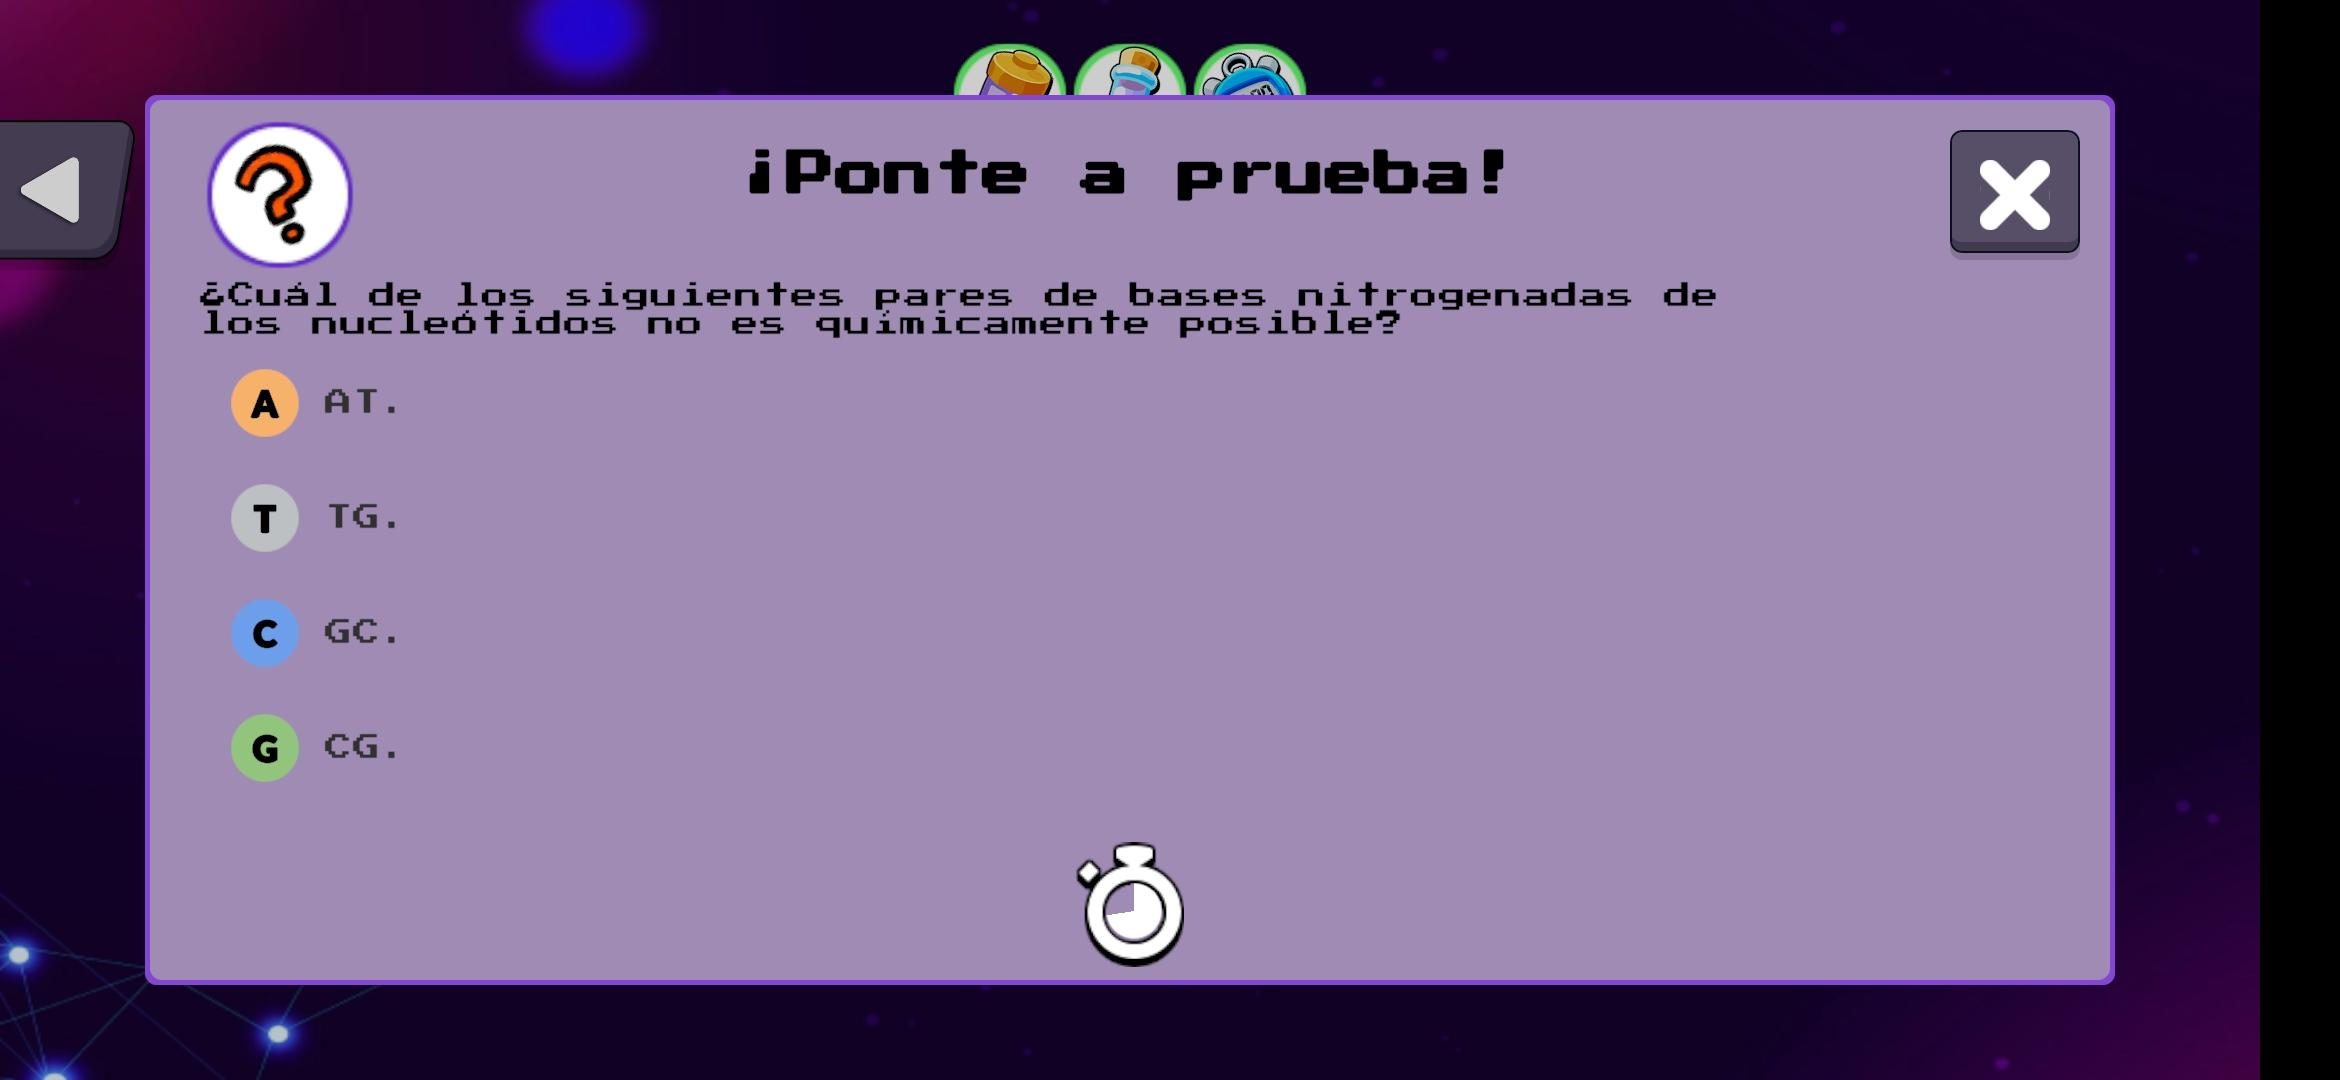 ¡Ponte a prueba!
¿Cuál de los siguientes pares de bases nitrogenadas de
los nucleótidos no es químicamente posible?
A AT.
T TG.
C GC.
G CG.